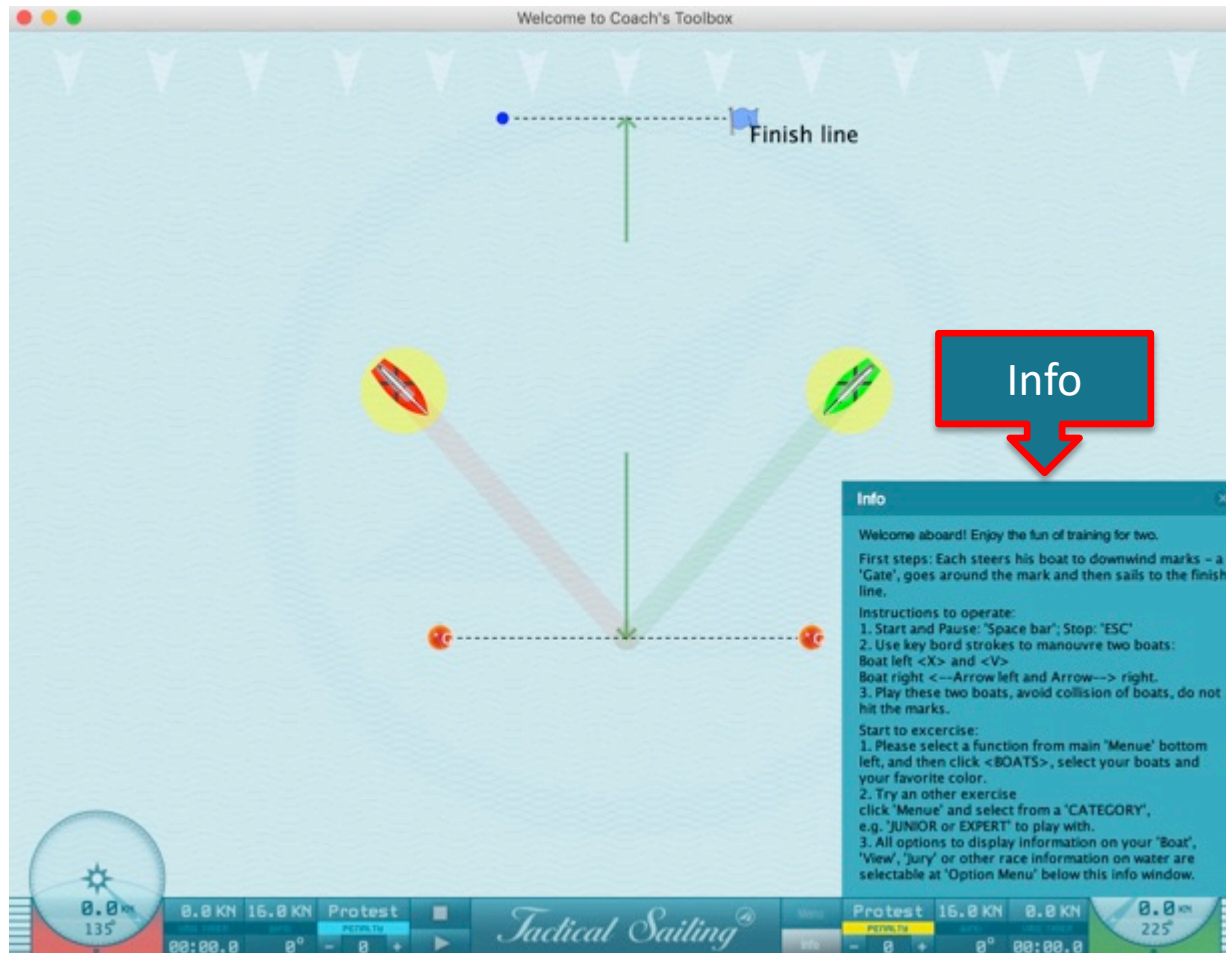 Welcome to Coach's Toolbox
Finish line
Info
Info
Welcome aboard! Enjoy the fun of training for two.
First steps: Each steers his boat to downwind marks – a
'Gate', goes around the mark and then sails to the finish
line.
Instructions to operate:
1. Start and Pause: 'Space bar'; Stop: 'ESC'
2. Use key bord strokes to manouvre two boats:
Boat left <X> and <V>
Boat right <--Arrow left and Arrow--> right.
3. Play these two boats, avoid collision of boats, do not
hit the marks.
Start to excercise:
1. Please select a function from main 'Menue' bottom
left, and then click <BOATS>, select your boats and
your favorite color.
2. Try an other exercise
click 'Menue' and select from a 'CATEGORY',
e.g. 'JUNIOR or EXPERT' to play with.
3. All options to display information on your 'Boat',
'View', 'Jury' or other race information on water are
selectable at 'Option Menu' below this info window.
0.0 KN
135°
0.0 KN 16.0 KN Protest
PENALTY
00:00.0 0° - 0 +
Tactical Sailing®
Menu
Info
Protest 16.0 KN 0.0 KN
PENALTY
- 0 + 0° 00:00.0
0.0 KN
225°